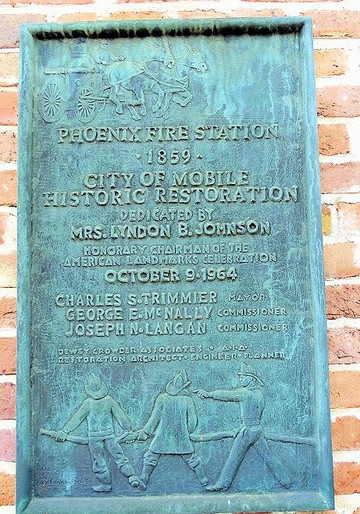 PHOENIX FIRE STATION
· 1859 ·
CITY OF MOBILE
HISTORIC RESTORATION
DEDICATED BY
MRS. LYNDON B. JOHNSON
HONORARY CHAIRMAN OF THE
AMERICAN LANDMARKS CELEBRATION
OCTOBER 9·1964
CHARLES S·TRIMMIER MAYOR
GEORGE E·McNALLY COMMISSIONER
JOSEPH N·LANGAN COMMISSIONER
DEWEY CROWDER ASSOCIATES · A·I·A·
RESTORATION ARCHITECT · ENGINEER · PLANNER